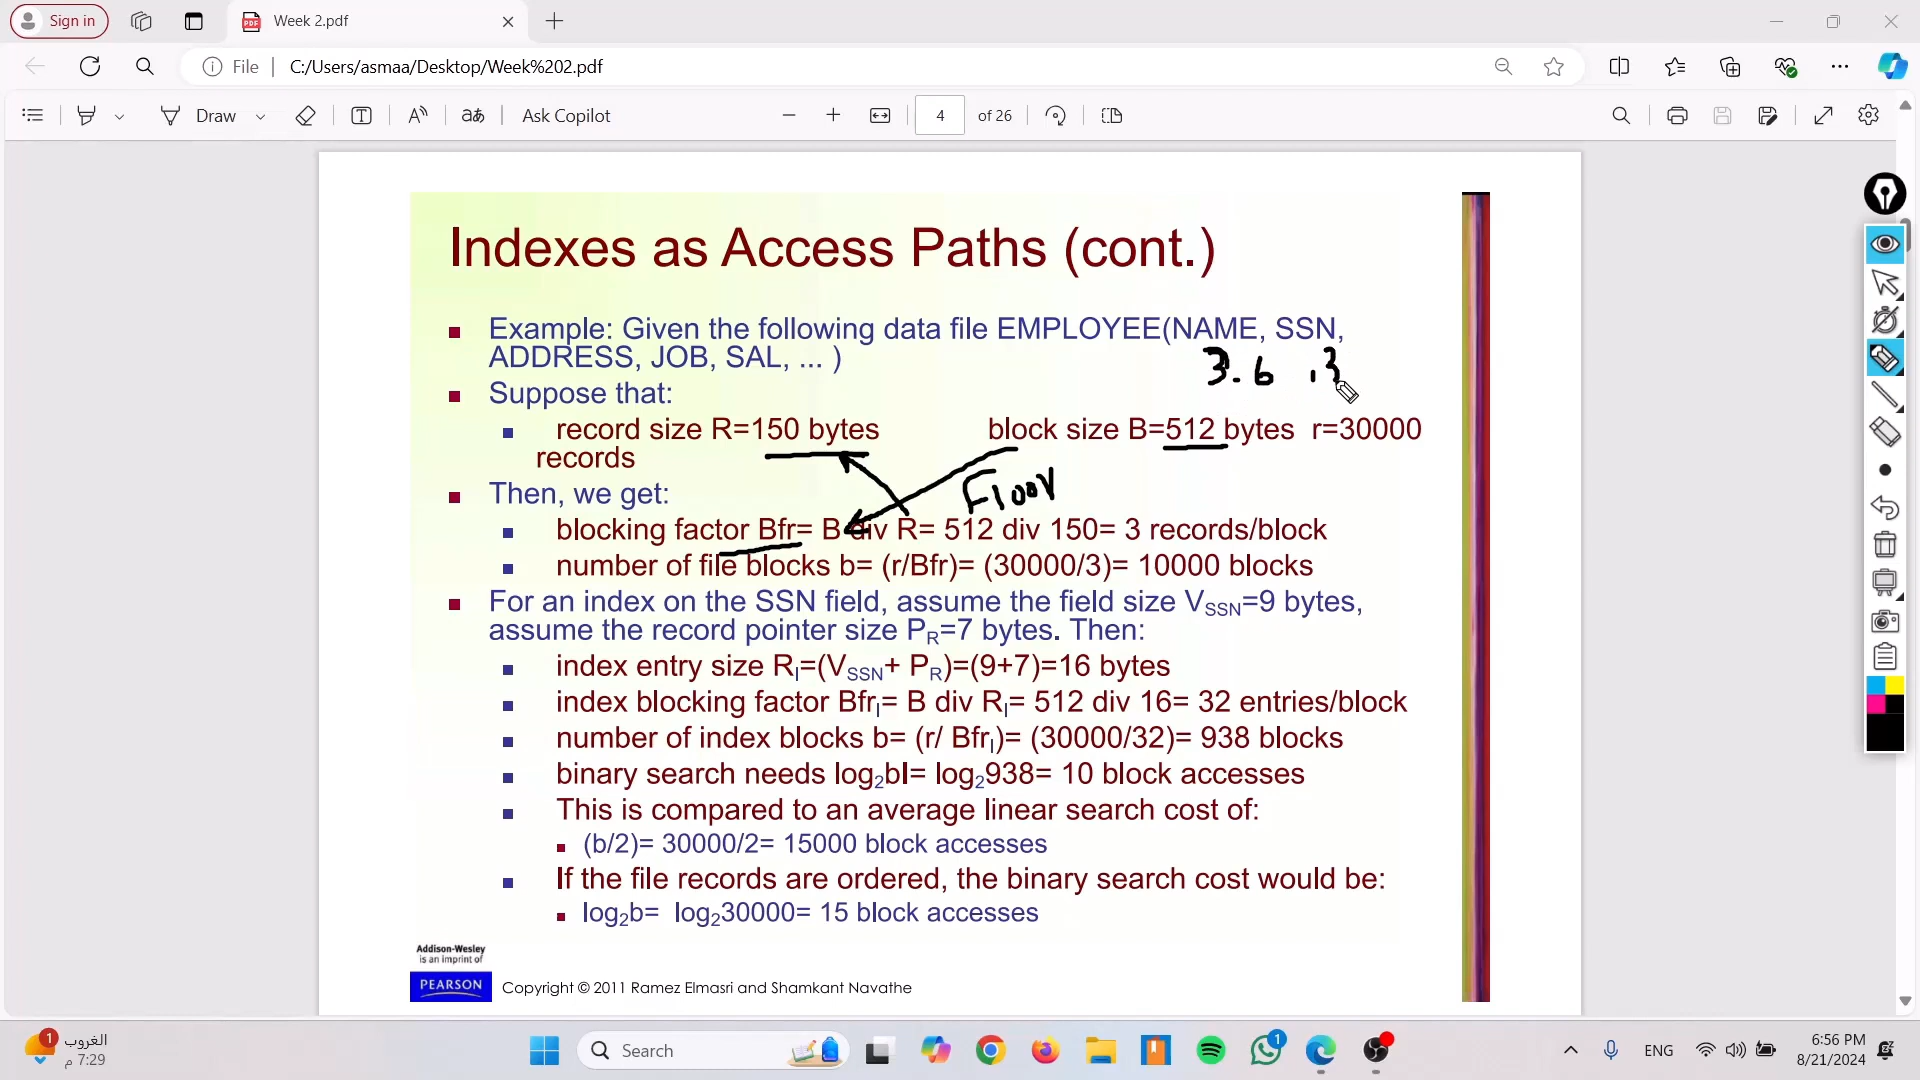 Sign in
Week 2.pdf
File
C:/Users/asmaa/Desktop/Week%202.pdf
Draw
T
aあ
Ask Copilot
4
of 26
Indexes as Access Paths (cont.)
Example: Given the following data file EMPLOYEE(NAME, SSN,
ADDRESS, JOB, SAL, ... )
3.6 .3
Suppose that:
record size R=150 bytes block size B=512 bytes r=30000
records
Then, we get:
Floor
blocking factor Bfr= B div R= 512 div 150= 3 records/block
number of file blocks b= (r/Bfr)= (30000/3)= 10000 blocks
For an index on the SSN field, assume the field size VSSN=9 bytes,
assume the record pointer size PR=7 bytes. Then:
index entry size RI=(VSSN+ PR)=(9+7)=16 bytes
index blocking factor BfrI= B div RI= 512 div 16= 32 entries/block
number of index blocks b= (r/ BfrI)= (30000/32)= 938 blocks
binary search needs log2bI= log2938= 10 block accesses
This is compared to an average linear search cost of:
(b/2)= 30000/2= 15000 block accesses
If the file records are ordered, the binary search cost would be:
log2b= log230000= 15 block accesses
Addison-Wesley
is an imprint of
PEARSON
Copyright © 2011 Ramez Elmasri and Shamkant Navathe
1
الغروب
7:29 م
Search
1
ENG
6:56 PM
8/21/2024